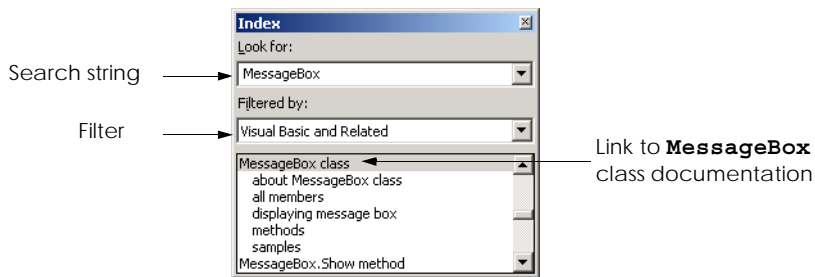 Index
Look for:
Search string
MessageBox
Filtered by:
Filter
Visual Basic and Related
Link to MessageBox
class documentation
MessageBox class
about MessageBox class
all members
displaying message box
methods
samples
MessageBox.Show method